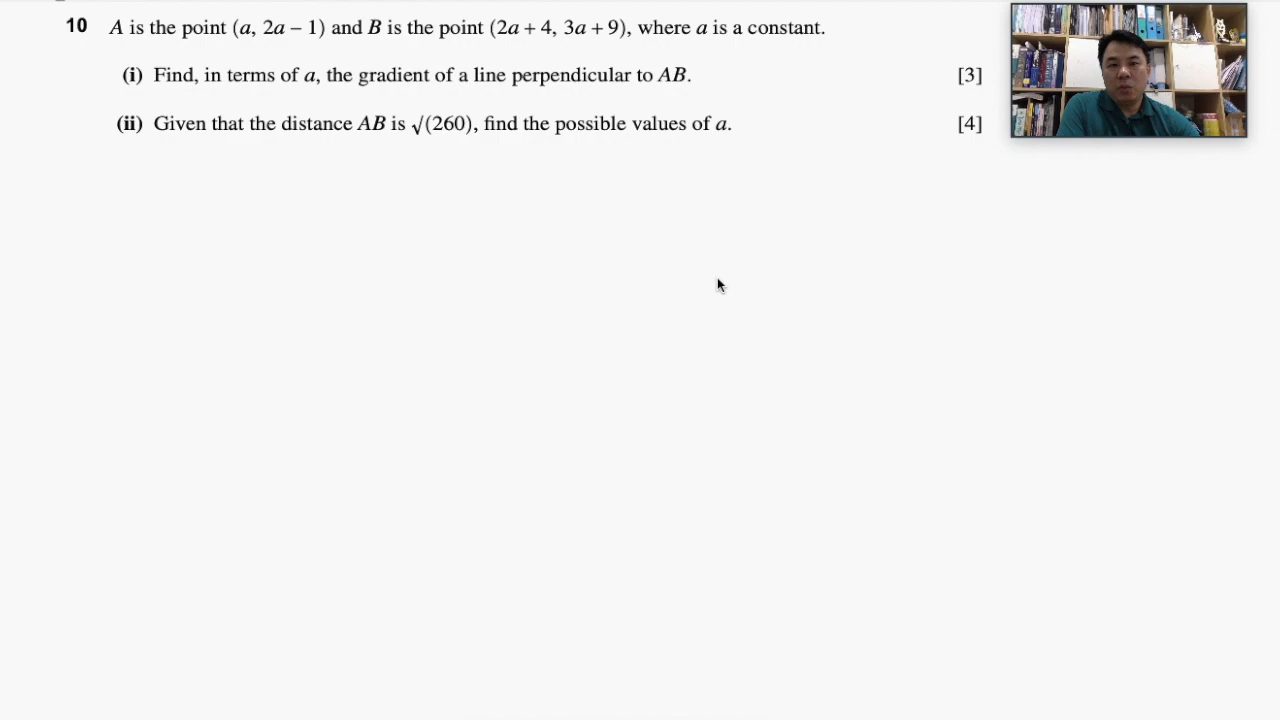 10 A is the point (a, 2a − 1) and B is the point (2a + 4, 3a + 9), where a is a constant.
(i) Find, in terms of a, the gradient of a line perpendicular to AB. [3]
(ii) Given that the distance AB is √(260), find the possible values of a. [4]